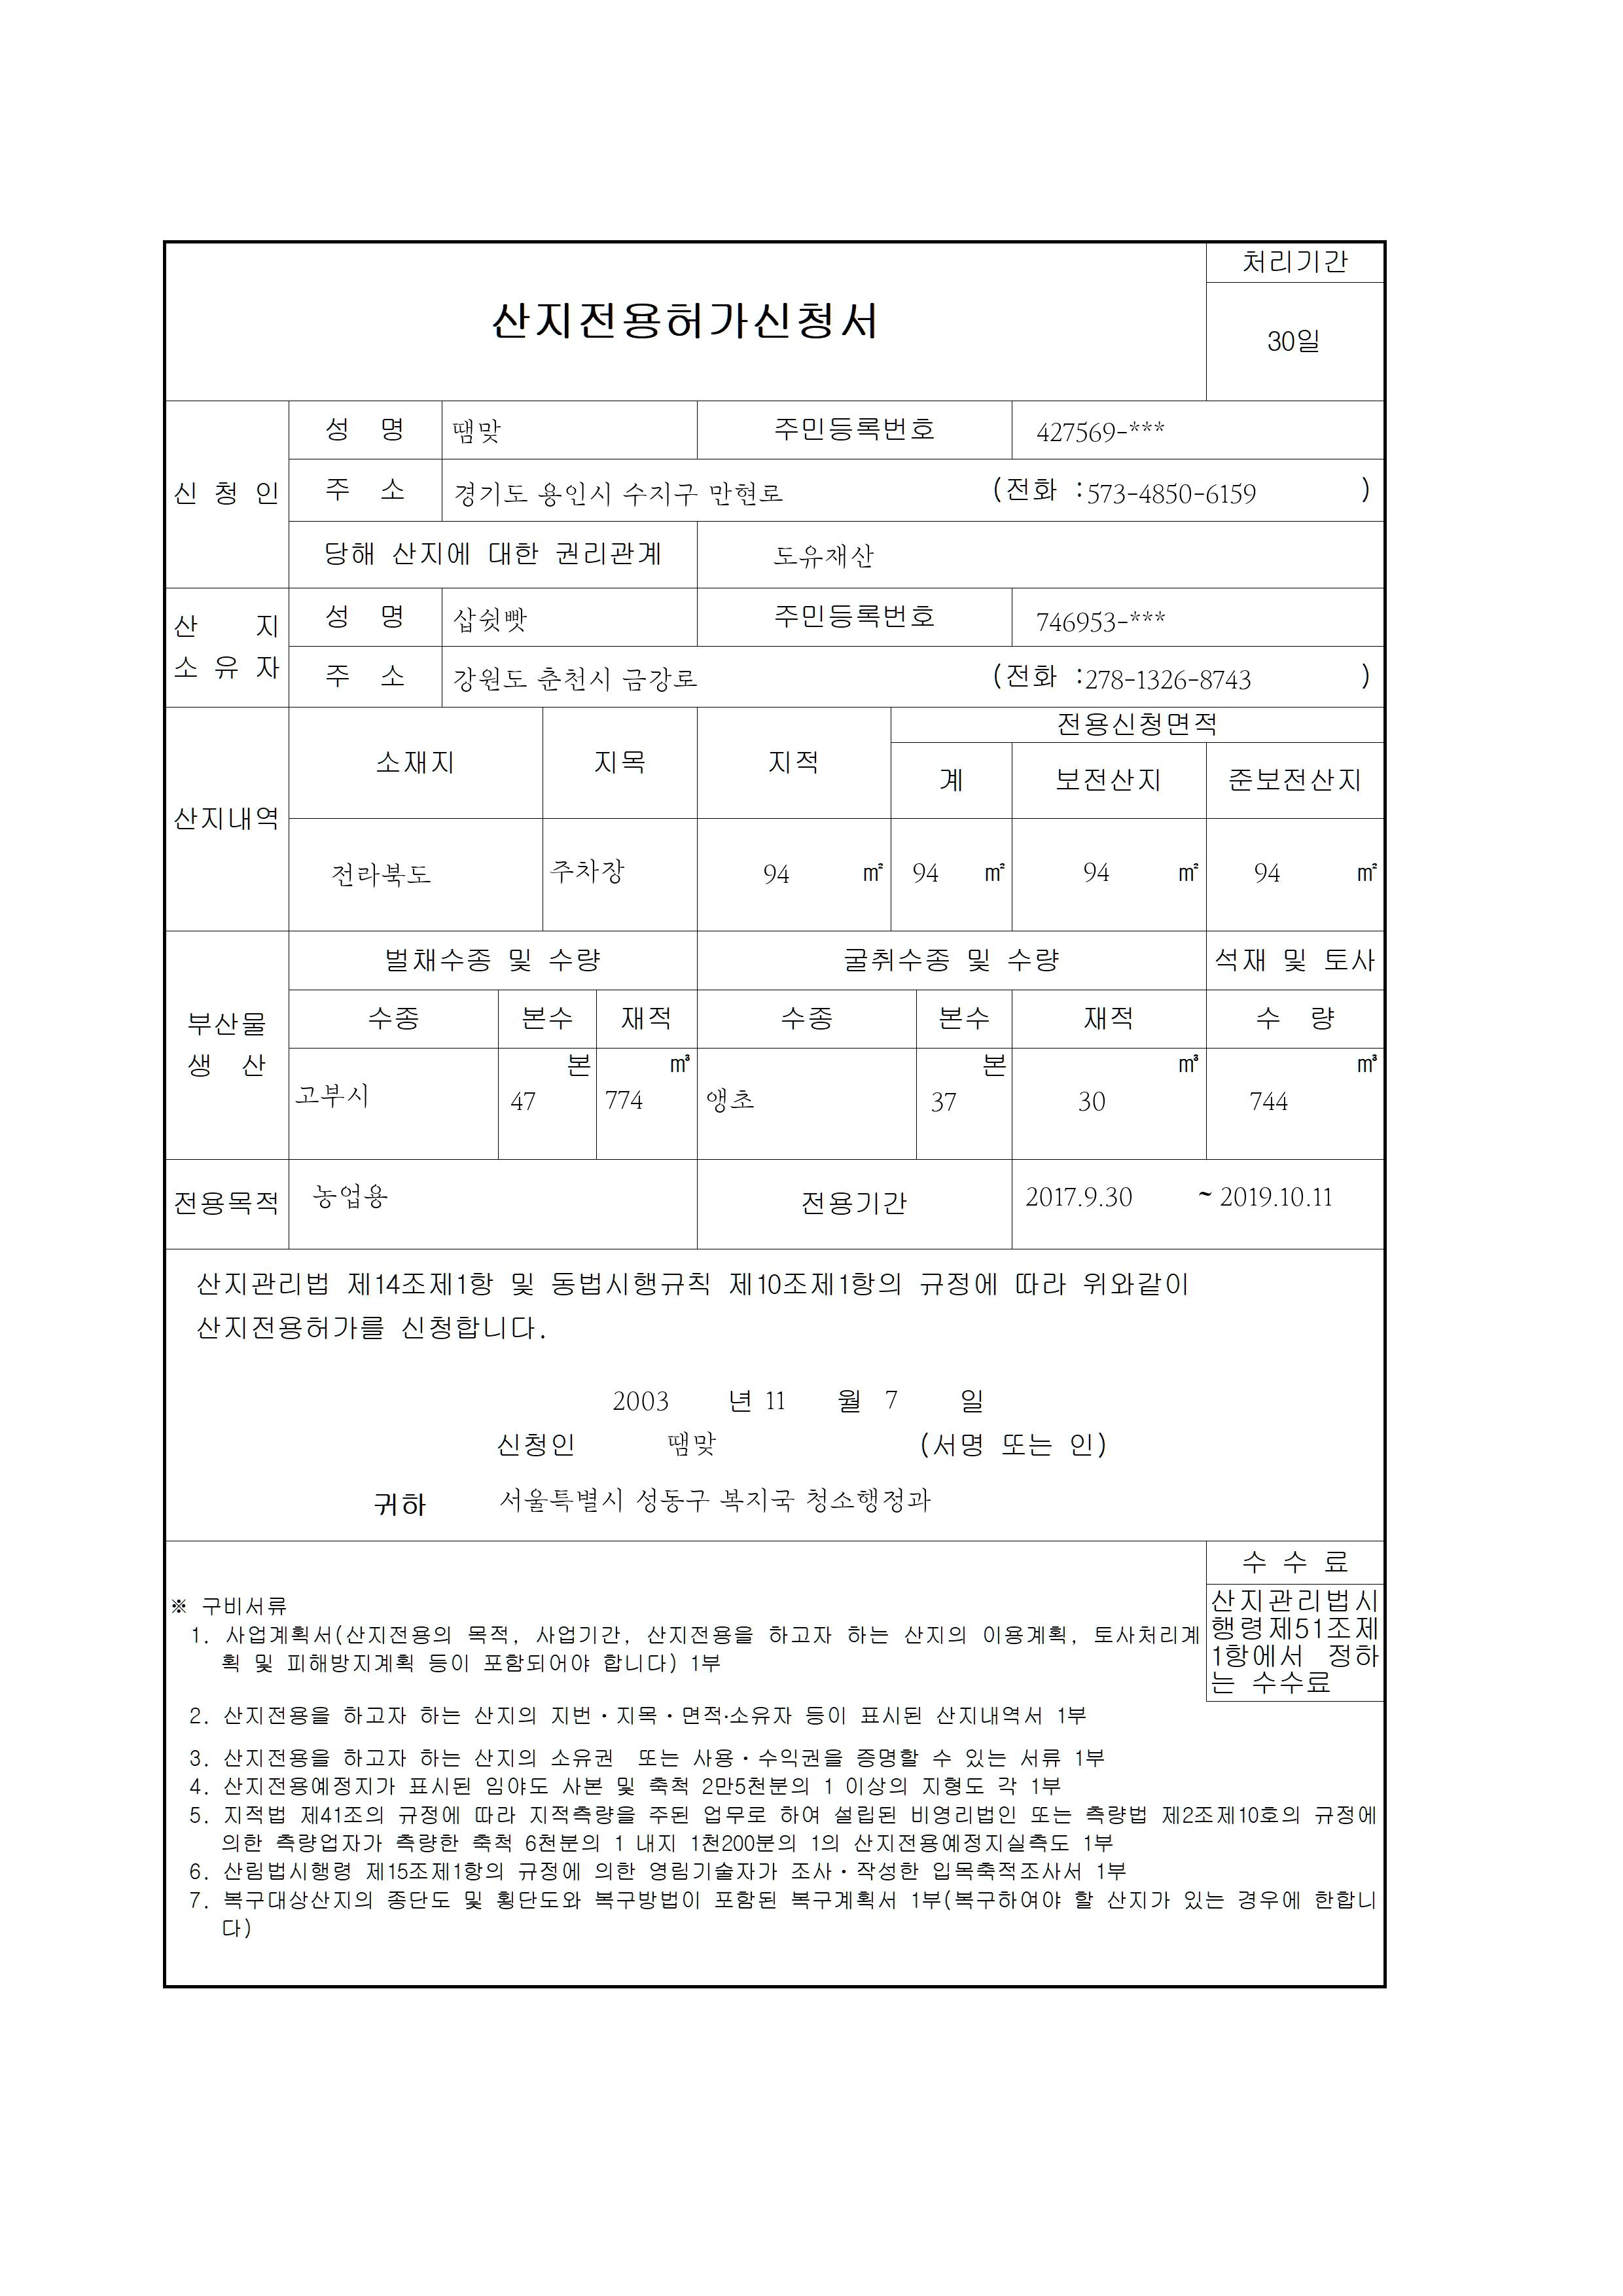 처리기간
산지전용허가신청서
30일
신 청 인
성 명 땜맞 주민등록번호 427569-***
주 소 경기도 용인시 수지구 만현로 (전화 :573-4850-6159 )
당해 산지에 대한 권리관계 도유재산
산 지
소 유 자
성 명 삽쉿빳 주민등록번호 746953-***
주 소 강원도 춘천시 금강로 (전화 :278-1326-8743 )
산지내역
소재지 지목 지적 전용신청면적
계 보전산지 준보전산지
전라북도 주차장 94 ㎡ 94 ㎡ 94 ㎡ 94 ㎡
부산물
생 산
벌채수종 및 수량 굴취수종 및 수량 석재 및 토사
수종 본수 재적 수종 본수 재적 수 량
본 ㎥ 본 ㎥ ㎥
고부시 47 774 앵초 37 30 744
전용목적 농업용 전용기간 2017.9.30 ~ 2019.10.11
산지관리법 제14조제1항 및 동법시행규칙 제10조제1항의 규정에 따라 위와같이
산지전용허가를 신청합니다.
2003 년 11 월 7 일
신청인 땜맞 (서명 또는 인)
귀하 서울특별시 성동구 복지국 청소행정과
수 수 료
산지관리법시
행령제51조제
1항에서 정하
는 수수료
※ 구비서류
1. 사업계획서(산지전용의 목적, 사업기간, 산지전용을 하고자 하는 산지의 이용계획, 토사처리계
획 및 피해방지계획 등이 포함되어야 합니다) 1부
2. 산지전용을 하고자 하는 산지의 지번·지목·면적·소유자 등이 표시된 산지내역서 1부
3. 산지전용을 하고자 하는 산지의 소유권 또는 사용·수익권을 증명할 수 있는 서류 1부
4. 산지전용예정지가 표시된 임야도 사본 및 축척 2만5천분의 1 이상의 지형도 각 1부
5. 지적법 제41조의 규정에 따라 지적측량을 주된 업무로 하여 설립된 비영리법인 또는 측량법 제2조제10호의 규정에
의한 측량업자가 측량한 축척 6천분의 1 내지 1천200분의 1의 산지전용예정지실측도 1부
6. 산림법시행령 제15조제1항의 규정에 의한 영림기술자가 조사·작성한 입목축적조사서 1부
7. 복구대상산지의 종단도 및 횡단도와 복구방법이 포함된 복구계획서 1부(복구하여야 할 산지가 있는 경우에 한합니
다)